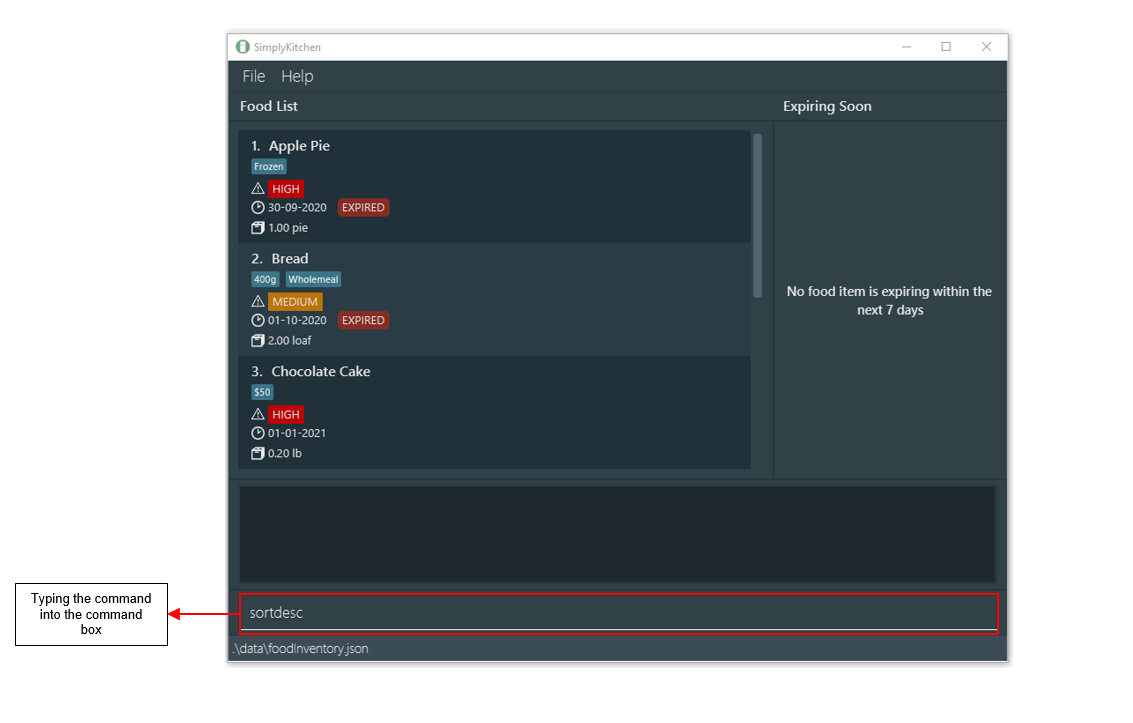 SimplyKitchen
File Help
Food List
Expiring Soon
1. Apple Pie
Frozen
HIGH
30-09-2020 EXPIRED
1.00 pie
2. Bread
400g Wholemeal
MEDIUM
01-10-2020 EXPIRED
2.00 loaf
3. Chocolate Cake
$50
HIGH
01-01-2021
0.20 lb
No food item is expiring within the
next 7 days
Typing the command
into the command
box
sortdesc
.\data\foodInventory.json